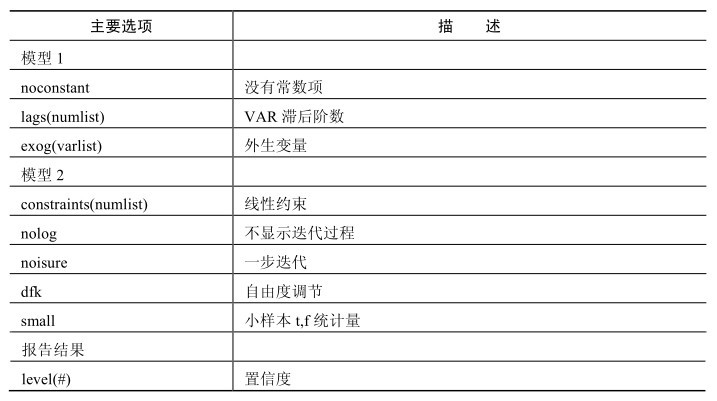 主要选项 描 述
模型 1
noconstant 没有常数项
lags(numlist) VAR 滞后阶数
exog(varlist) 外生变量
模型 2
constraints(numlist) 线性约束
nolog 不显示迭代过程
noisure 一步迭代
dfk 自由度调节
small 小样本 t,f 统计量
报告结果
level(#) 置信度